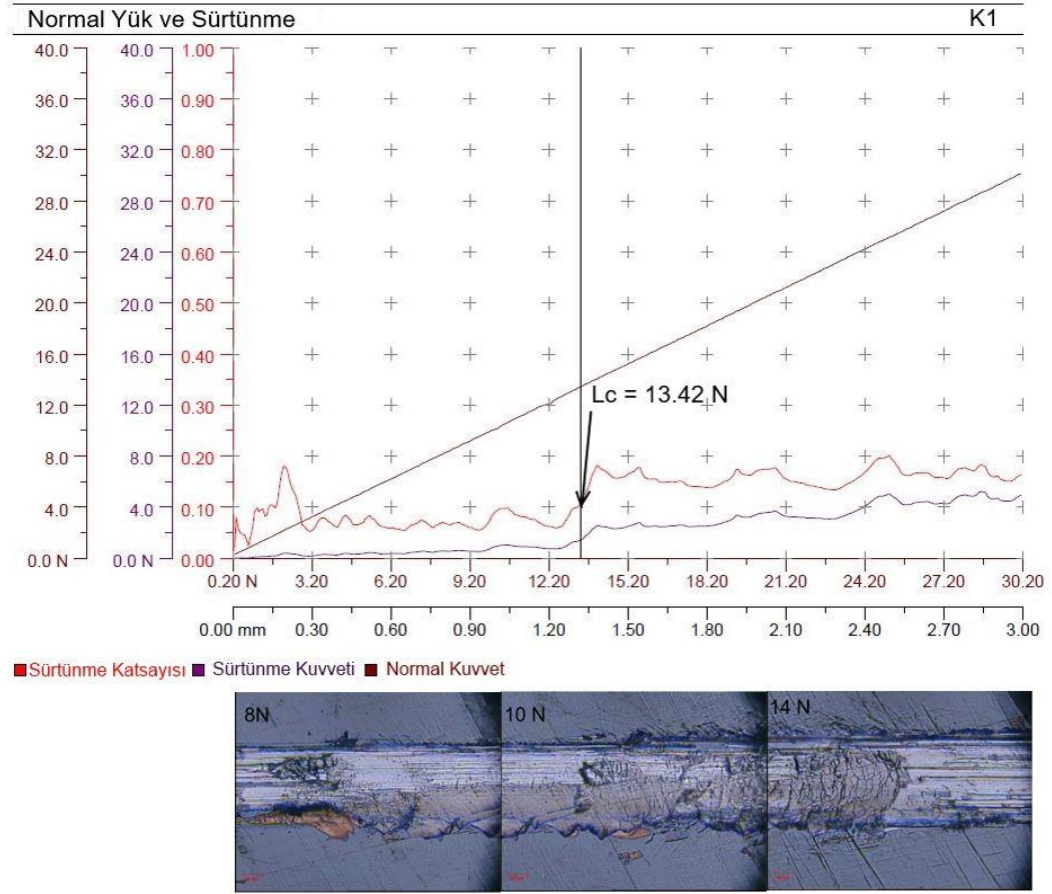 Normal Yük ve Sürtünme K1
40.0 40.0 1.00
36.0 36.0 0.90
32.0 32.0 0.80
28.0 28.0 0.70
24.0 24.0 0.60
20.0 20.0 0.50
16.0 16.0 0.40
12.0 12.0 0.30
Lc = 13.42 N
8.0 8.0 0.20
4.0 4.0 0.10
0.0 N 0.0 N 0.00
0.20 N 3.20 6.20 9.20 12.20 15.20 18.20 21.20 24.20 27.20 30.20
0.00 mm 0.30 0.60 0.90 1.20 1.50 1.80 2.10 2.40 2.70 3.00
Sürtünme Katsayısı Sürtünme Kuvveti Normal Kuvvet
8N 10 N 14 N